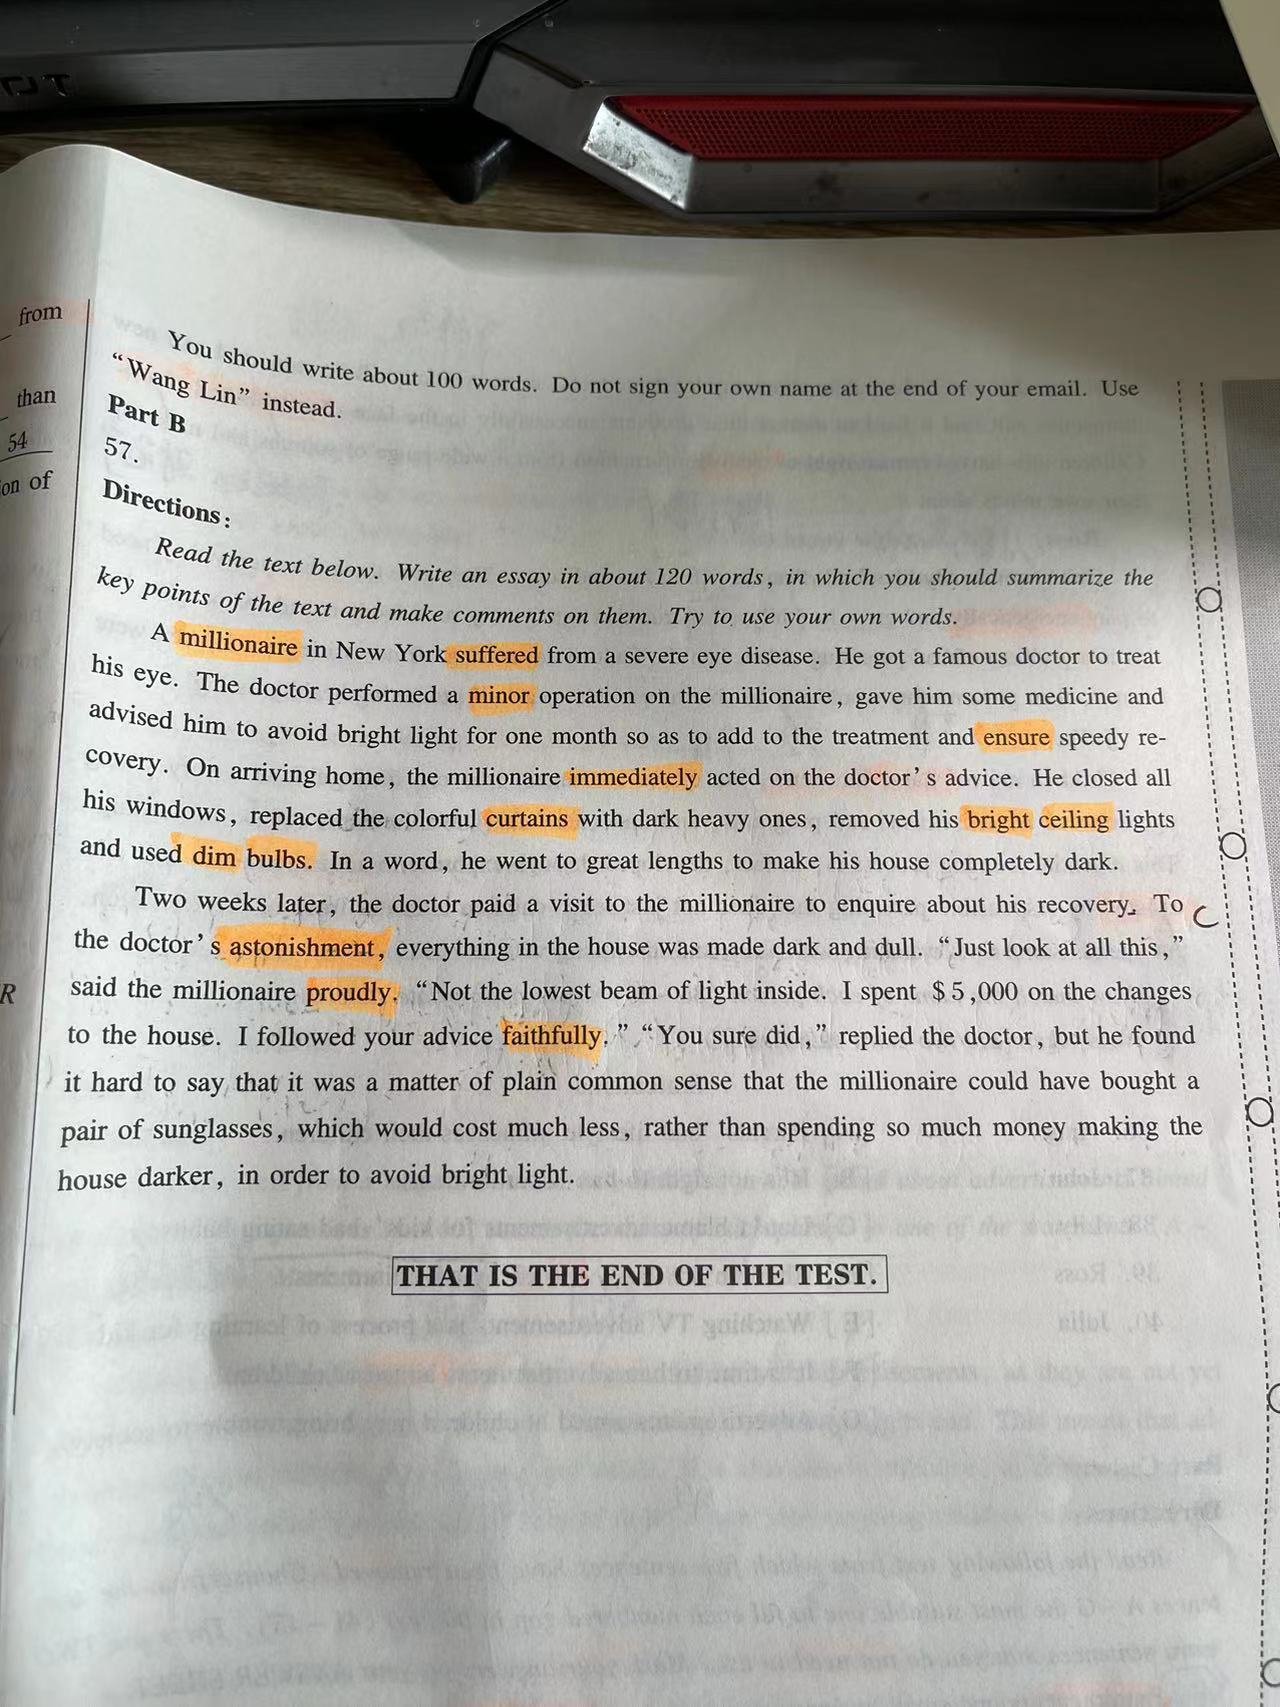 from
than
54
on of
R
You should write about 100 words. Do not sign your own name at the end of your email. Use
“Wang Lin” instead.
Part B
57.
Directions:
Read the text below. Write an essay in about 120 words, in which you should summarize the
key points of the text and make comments on them. Try to use your own words.
A millionaire in New York suffered from a severe eye disease. He got a famous doctor to treat
his eye. The doctor performed a minor operation on the millionaire, gave him some medicine and
advised him to avoid bright light for one month so as to add to the treatment and ensure speedy re-
covery. On arriving home, the millionaire immediately acted on the doctor's advice. He closed all
his windows, replaced the colorful curtains with dark heavy ones, removed his bright ceiling lights
and used dim bulbs. In a word, he went to great lengths to make his house completely dark.
Two weeks later, the doctor paid a visit to the millionaire to enquire about his recovery. To
the doctor's astonishment, everything in the house was made dark and dull. “Just look at all this,”
said the millionaire proudly. “Not the lowest beam of light inside. I spent $5,000 on the changes
to the house. I followed your advice faithfully.” “You sure did,” replied the doctor, but he found
it hard to say that it was a matter of plain common sense that the millionaire could have bought a
pair of sunglasses, which would cost much less, rather than spending so much money making the
house darker, in order to avoid bright light.
THAT IS THE END OF THE TEST.